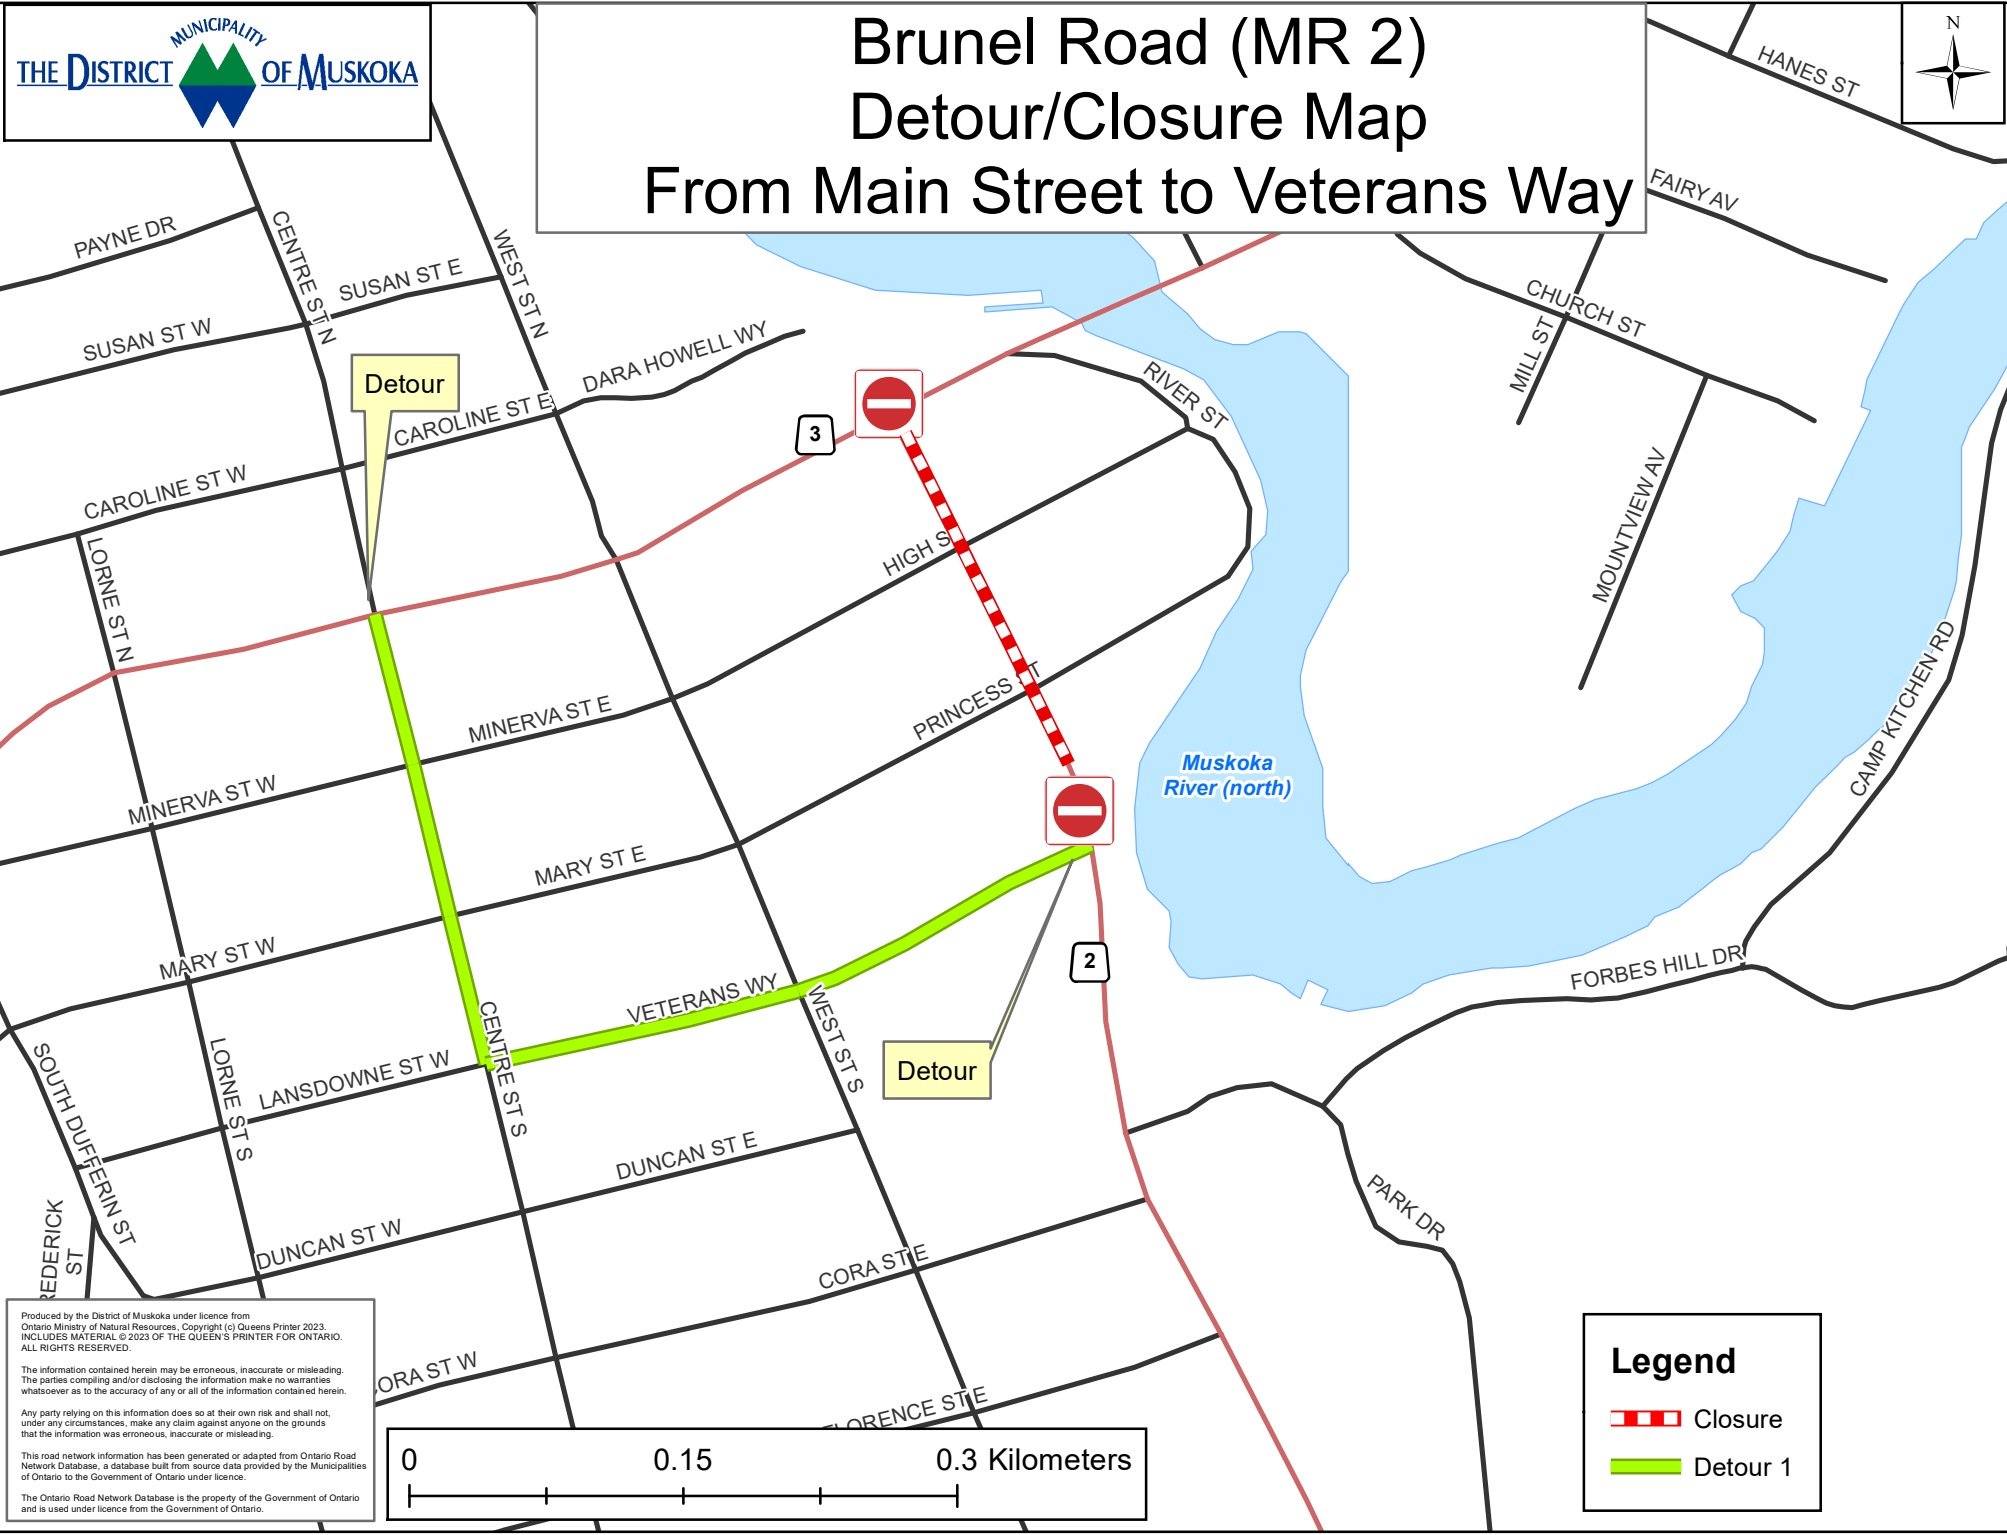 MUNICIPALITY
THE DISTRICT OF MUSKOKA
Brunel Road (MR 2)
Detour/Closure Map
From Main Street to Veterans Way
N
HANES ST
FAIRY AV
PAYNE DR
CENTRE ST N
WEST ST N
SUSAN ST E
SUSAN ST W
CHURCH ST
MILL ST
DARA HOWELL WY
Detour
RIVER ST
CAROLINE ST E
3
CAROLINE ST W
MOUNTVIEW AV
LORNE ST N
HIGH S
CAMP KITCHEN RD
PRINCESS ST
MINERVA ST E
Muskoka
River (north)
MINERVA ST W
MARY ST E
MARY ST W
2
FORBES HILL DR
VETERANS WY
CENTRE ST S
WEST ST S
LANSDOWNE ST W
LORNE ST S
SOUTH DUFFERIN ST
Detour
DUNCAN ST E
PARK DR
REDERICK
ST
DUNCAN ST W
CORA ST E
CORA ST W
FLORENCE ST E
Produced by the District of Muskoka under licence from
Ontario Ministry of Natural Resources, Copyright (c) Queens Printer 2023.
INCLUDES MATERIAL © 2023 OF THE QUEEN'S PRINTER FOR ONTARIO.
ALL RIGHTS RESERVED.
The information contained herein may be erroneous, inaccurate or misleading.
The parties compiling and/or disclosing the information make no warranties
whatsoever as to the accuracy of any or all of the information contained herein.
Any party relying on this information does so at their own risk and shall not,
under any circumstances, make any claim against anyone on the grounds
that the information was erroneous, inaccurate or misleading.
This road network information has been generated or adapted from Ontario Road
Network Database, a database built from source data provided by the Municipalities
of Ontario to the Government of Ontario under licence.
The Ontario Road Network Database is the property of the Government of Ontario
and is used under licence from the Government of Ontario.
0 0.15 0.3 Kilometers
Legend
Closure
Detour 1